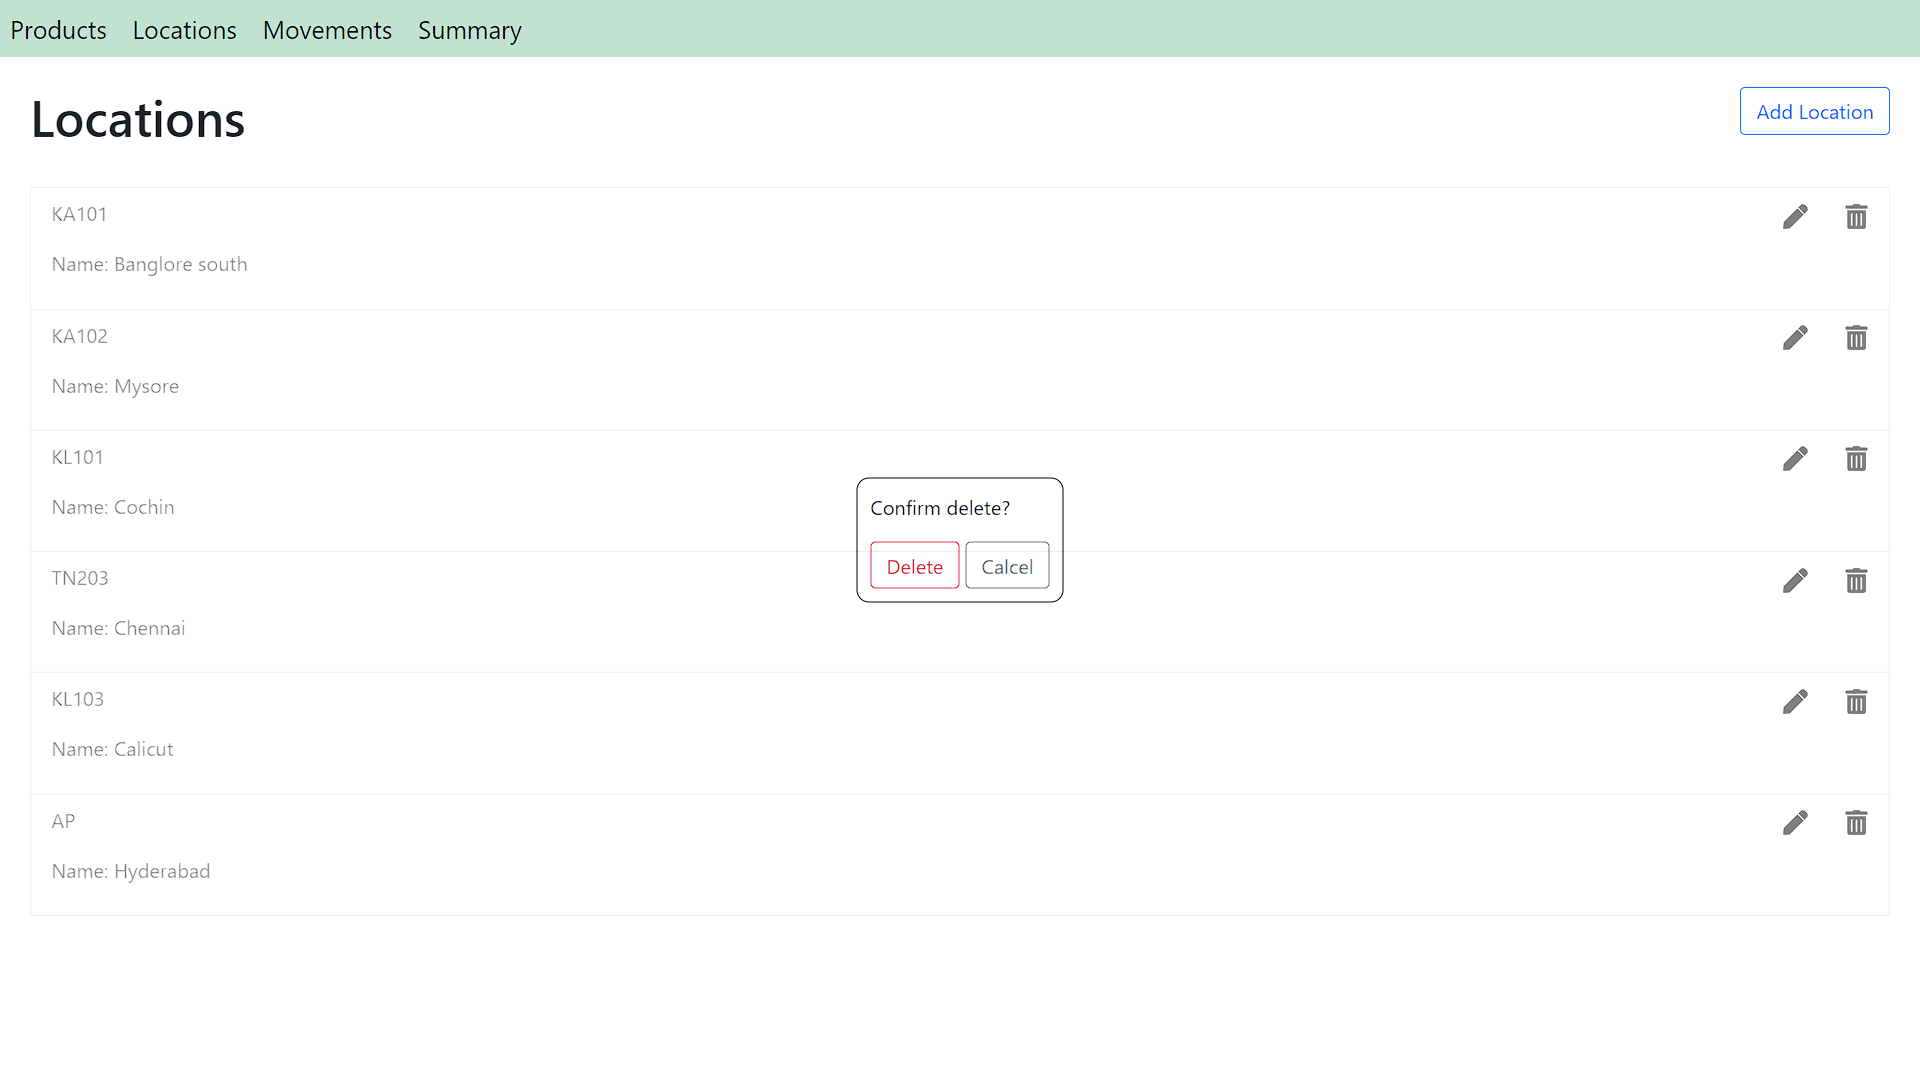 Products Locations Movements Summary
Locations
Add Location
KA101
Name: Banglore south
KA102
Name: Mysore
KL101
Name: Cochin
Confirm delete?
Delete Calcel
TN203
Name: Chennai
KL103
Name: Calicut
AP
Name: Hyderabad